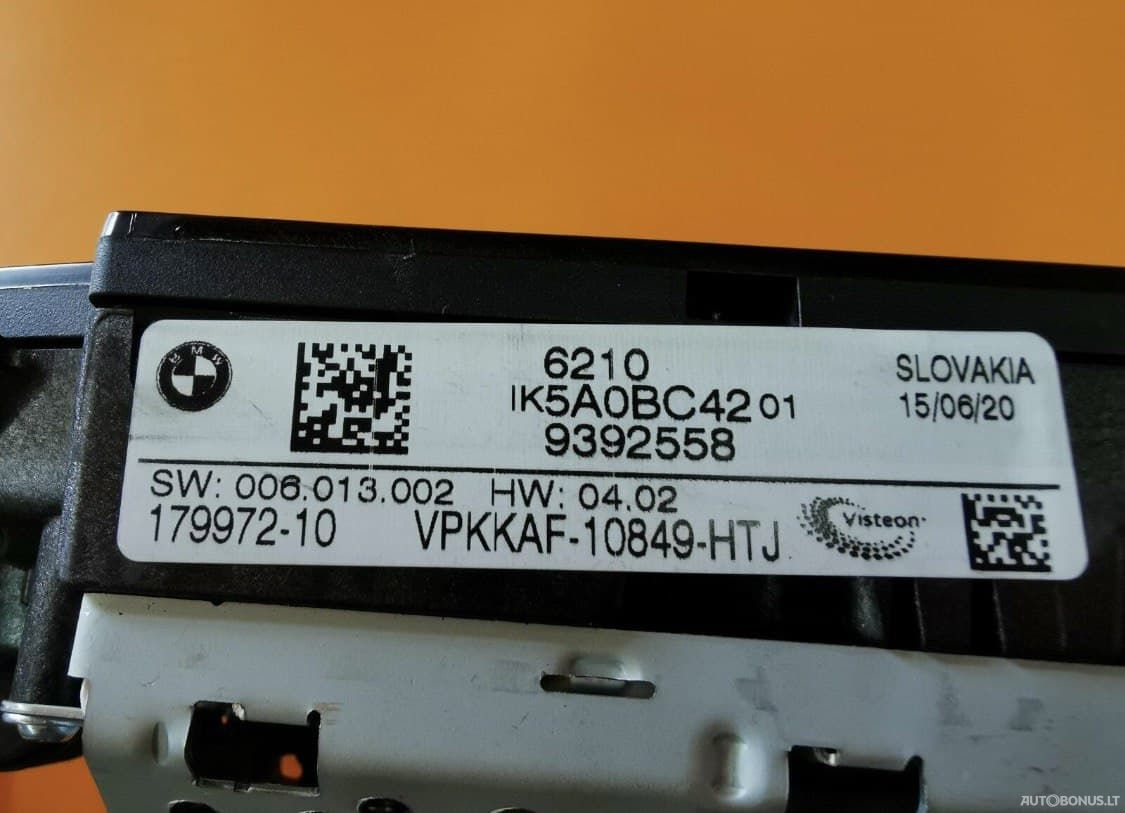 BMW
6210
IK5A0BC42 01
9392558
SLOVAKIA
15/06/20
SW: 006.013.002 HW: 04.02
179972-10 VPKKAF-10849-HTJ
Visteon
AUTOBONUS.LT